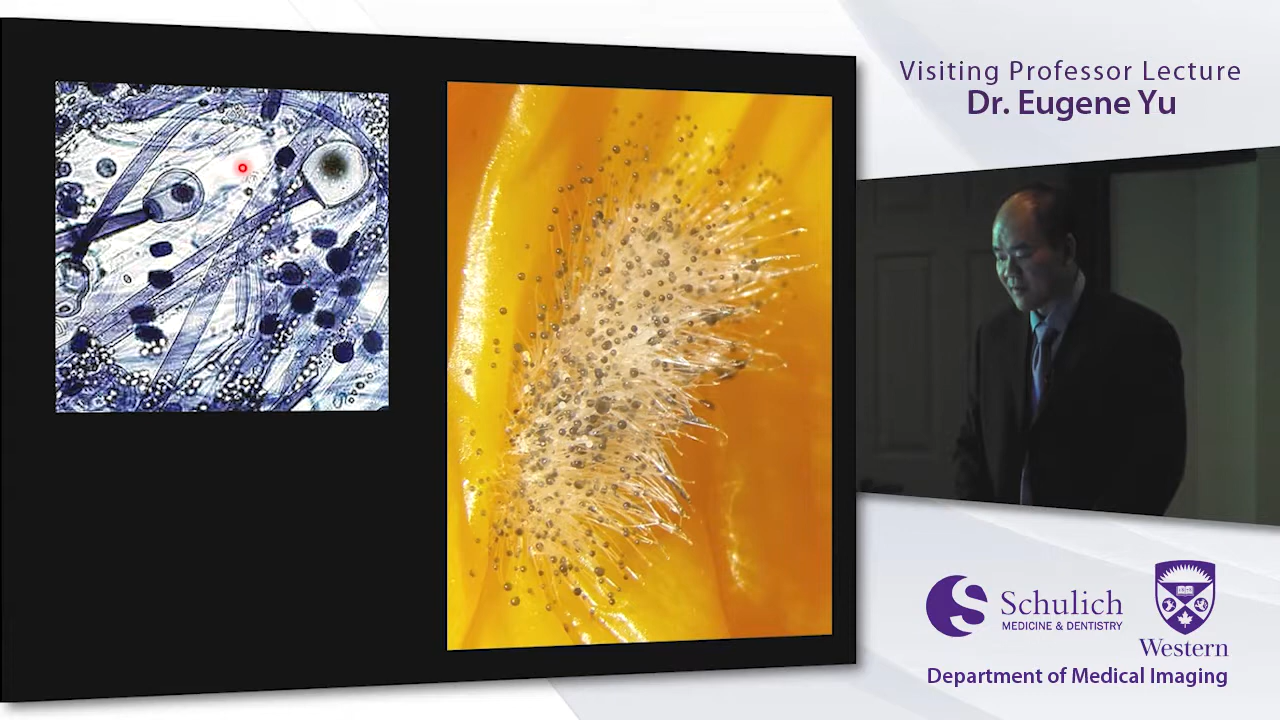 Visiting Professor Lecture
Dr. Eugene Yu
Schulich
MEDICINE & DENTISTRY
Western
Department of Medical Imaging